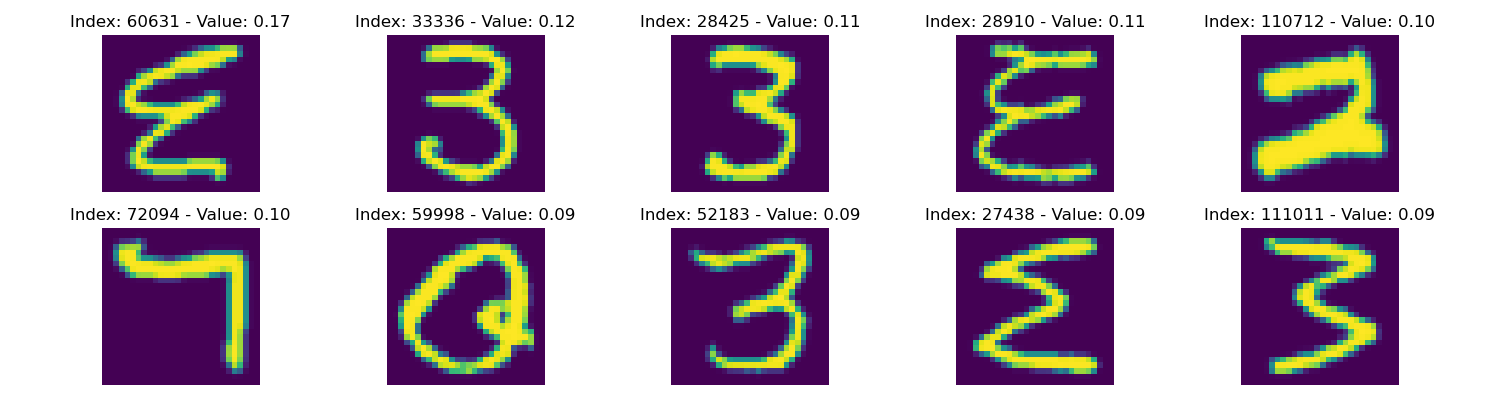 Index: 60631 - Value: 0.17
Index: 33336 - Value: 0.12
Index: 28425 - Value: 0.11
Index: 28910 - Value: 0.11
Index: 110712 - Value: 0.10
Index: 72094 - Value: 0.10
Index: 59998 - Value: 0.09
Index: 52183 - Value: 0.09
Index: 27438 - Value: 0.09
Index: 111011 - Value: 0.09